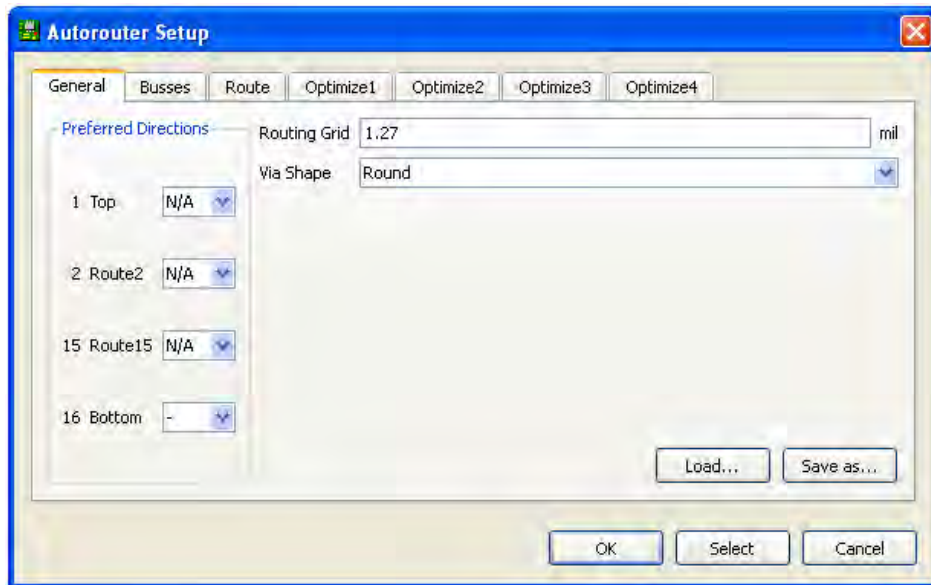 Autorouter Setup
General Busses Route Optimize1 Optimize2 Optimize3 Optimize4
Preferred Directions
1 Top N/A
2 Route2 N/A
15 Route15 N/A
16 Bottom -
Routing Grid 1.27 mil
Via Shape Round
Load... Save as...
OK Select Cancel